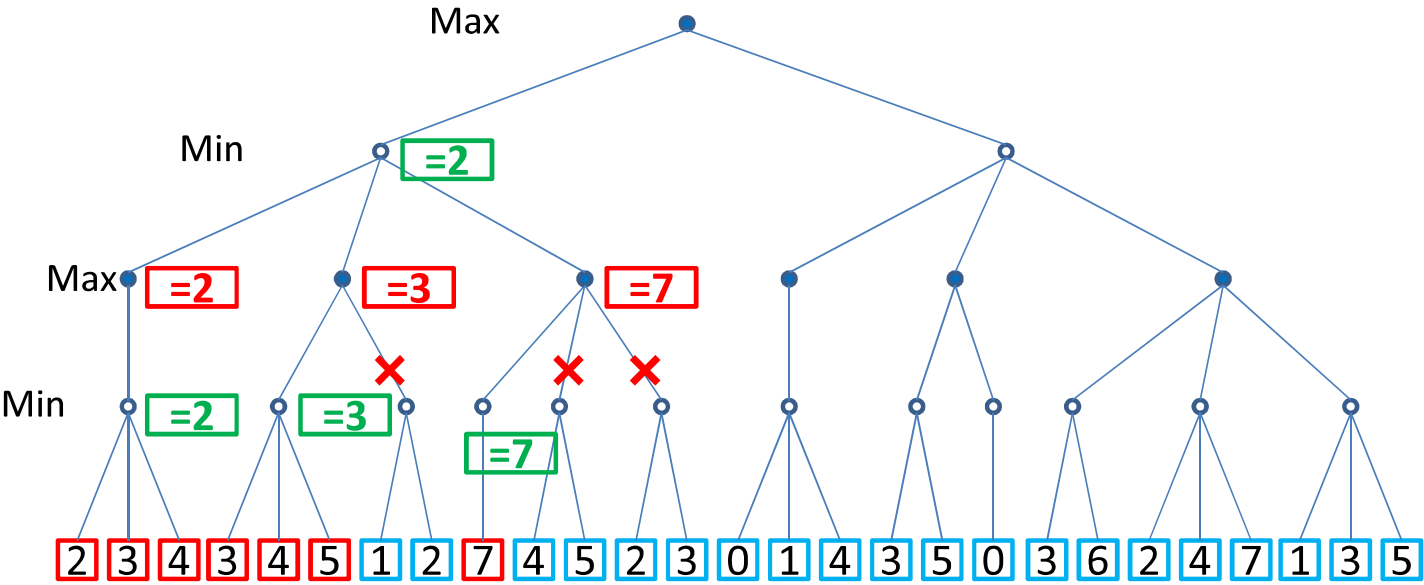 Max
Min =2
Max =2 =3 =7
Min =2 =3
=7
2 3 4 3 4 5 1 2 7 4 5 2 3 0 1 4 3 5 0 3 6 2 4 7 1 3 5